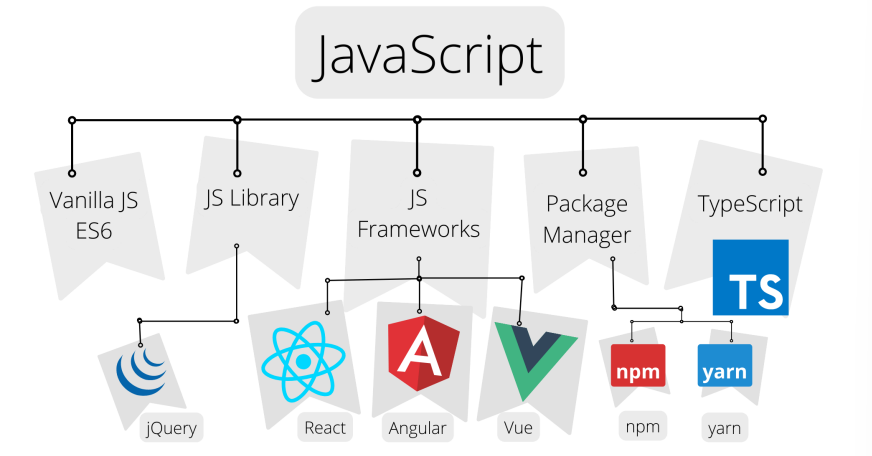 JavaScript
Vanilla JS
ES6
JS Library
JS
Frameworks
Package
Manager
TypeScript
TS
npm
yarn
jQuery
React
Angular
Vue
npm
yarn